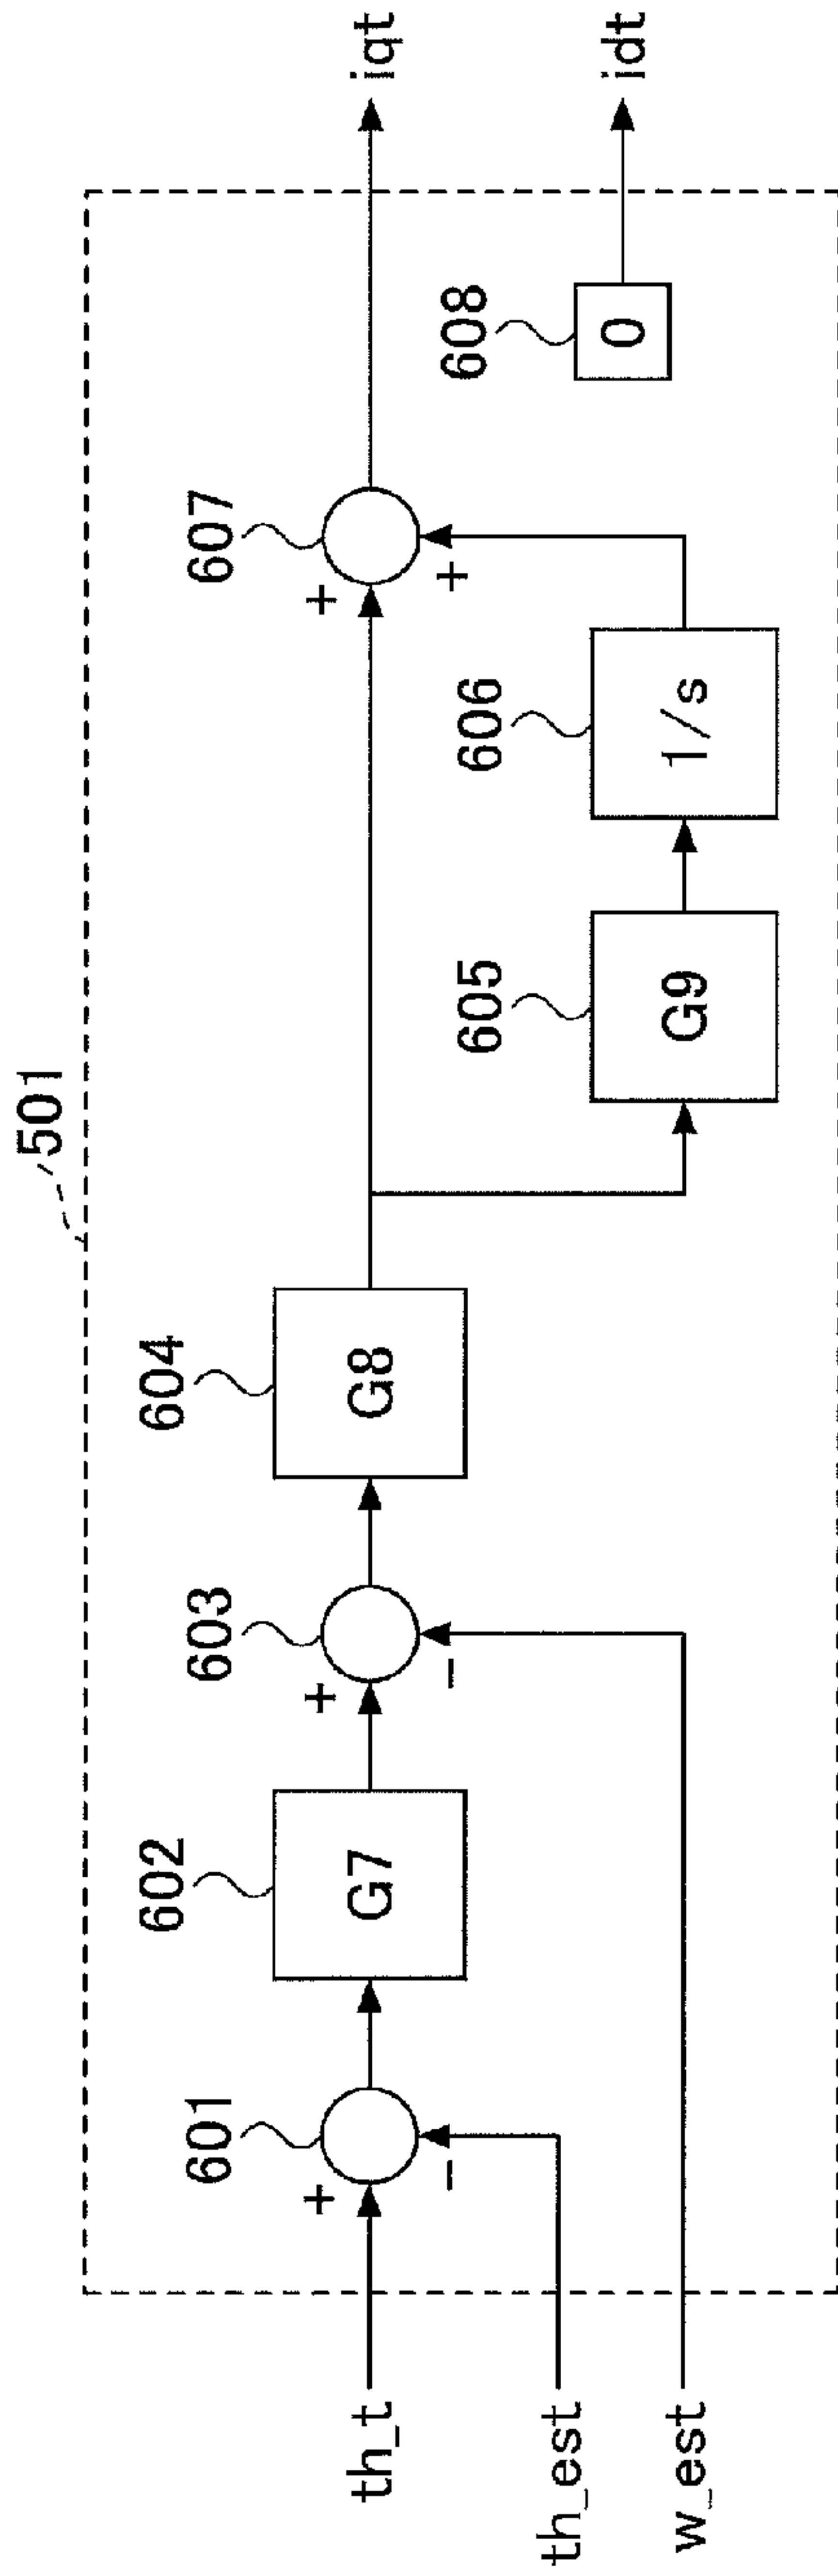 501
601
602
603
604
605
606
607
608
th_t
th_est
w_est
+
-
G7
+
-
G8
G9
1/s
+
+
0
iqt
idt